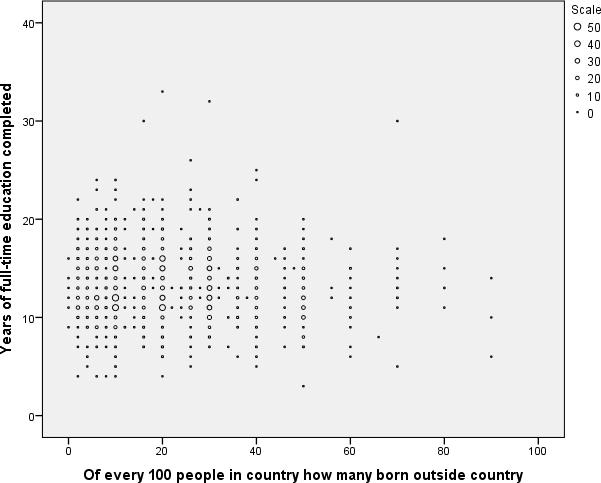 Scale
50
40
30
20
10
0
Years of full-time education completed
40
30
20
10
0
0 20 40 60 80 100
Of every 100 people in country how many born outside country